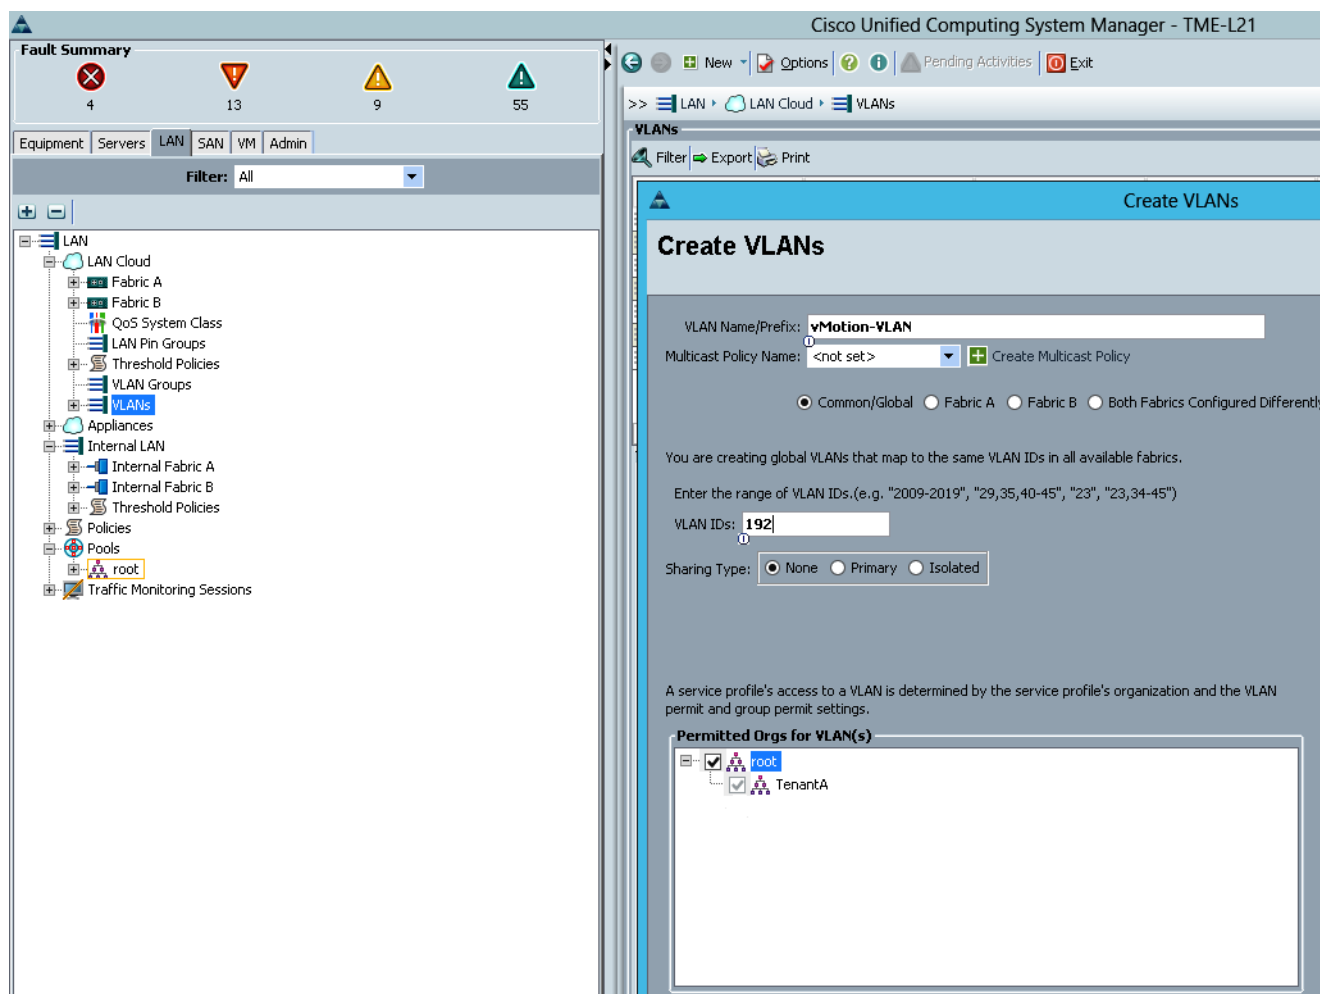 Cisco Unified Computing System Manager - TME-L21
Fault Summary
4 13 9 55
New Options Pending Activities Exit
>> LAN LAN Cloud VLANs
Equipment Servers LAN SAN VM Admin
VLANs
Filter Export Print
Filter: All
Create VLANs
Create VLANs
LAN
LAN Cloud
Fabric A
Fabric B
QoS System Class
LAN Pin Groups
Threshold Policies
VLAN Groups
VLANs
Appliances
Internal LAN
Internal Fabric A
Internal Fabric B
Threshold Policies
Policies
Pools
root
Traffic Monitoring Sessions
VLAN Name/Prefix: vMotion-VLAN
Multicast Policy Name: <not set> Create Multicast Policy
Common/Global Fabric A Fabric B Both Fabrics Configured Differently
You are creating global VLANs that map to the same VLAN IDs in all available fabrics.
Enter the range of VLAN IDs.(e.g. "2009-2019", "29,35,40-45", "23", "23,34-45")
VLAN IDs: 192
Sharing Type: None Primary Isolated
A service profile's access to a VLAN is determined by the service profile's organization and the VLAN
permit and group permit settings.
Permitted Orgs for VLAN(s)
root
TenantA